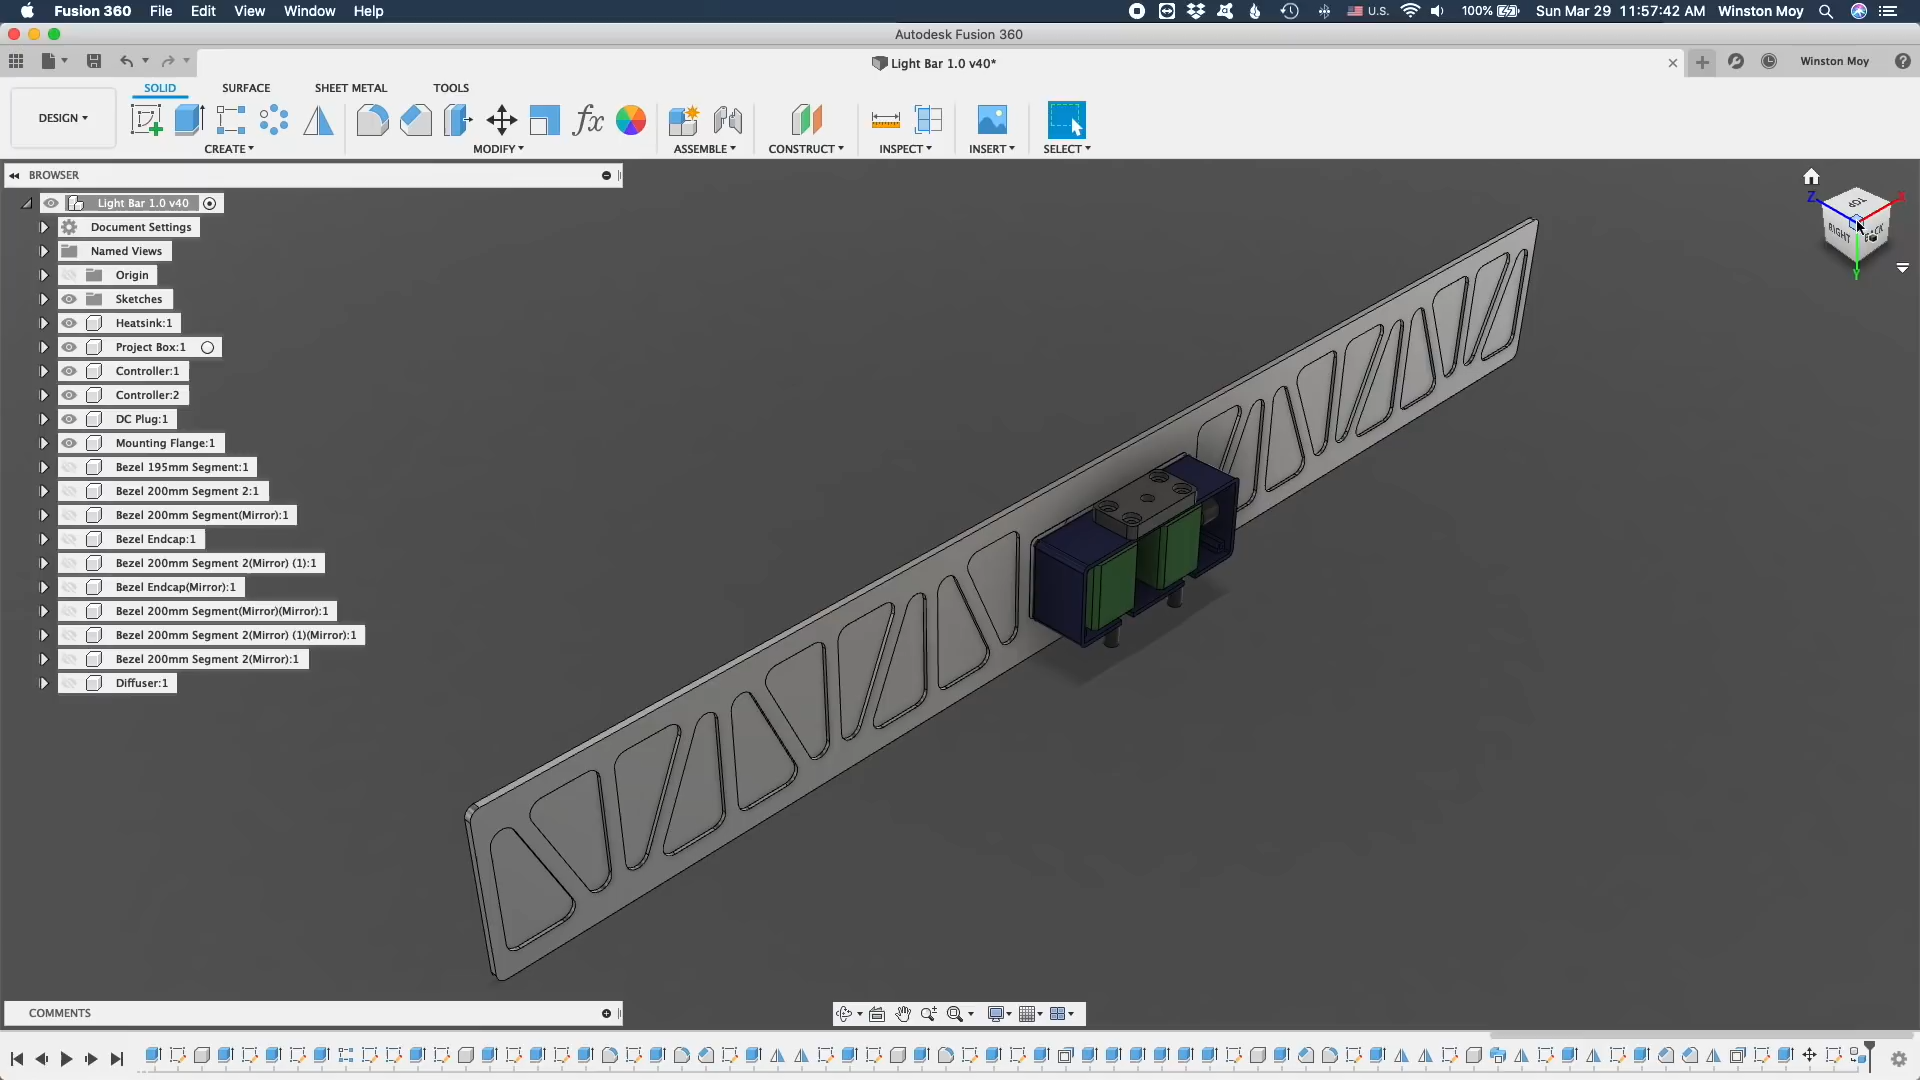 Fusion 360 File Edit View Window Help U.S. 100% Sun Mar 29 11:57:42 AM Winston Moy
Autodesk Fusion 360
Light Bar 1.0 v40* Winston Moy
SOLID SURFACE SHEET METAL TOOLS
DESIGN
CREATE MODIFY ASSEMBLE CONSTRUCT INSPECT INSERT SELECT
BROWSER
Light Bar 1.0 v40
Document Settings
Named Views
Origin
Sketches
Heatsink:1
Project Box:1
Controller:1
Controller:2
DC Plug:1
Mounting Flange:1
Bezel 195mm Segment:1
Bezel 200mm Segment 2:1
Bezel 200mm Segment(Mirror):1
Bezel Endcap:1
Bezel 200mm Segment 2(Mirror) (1):1
Bezel Endcap(Mirror):1
Bezel 200mm Segment(Mirror)(Mirror):1
Bezel 200mm Segment 2(Mirror) (1)(Mirror):1
Bezel 200mm Segment 2(Mirror):1
Diffuser:1
Z X
TOP
RIGHT BACK
Y
COMMENTS